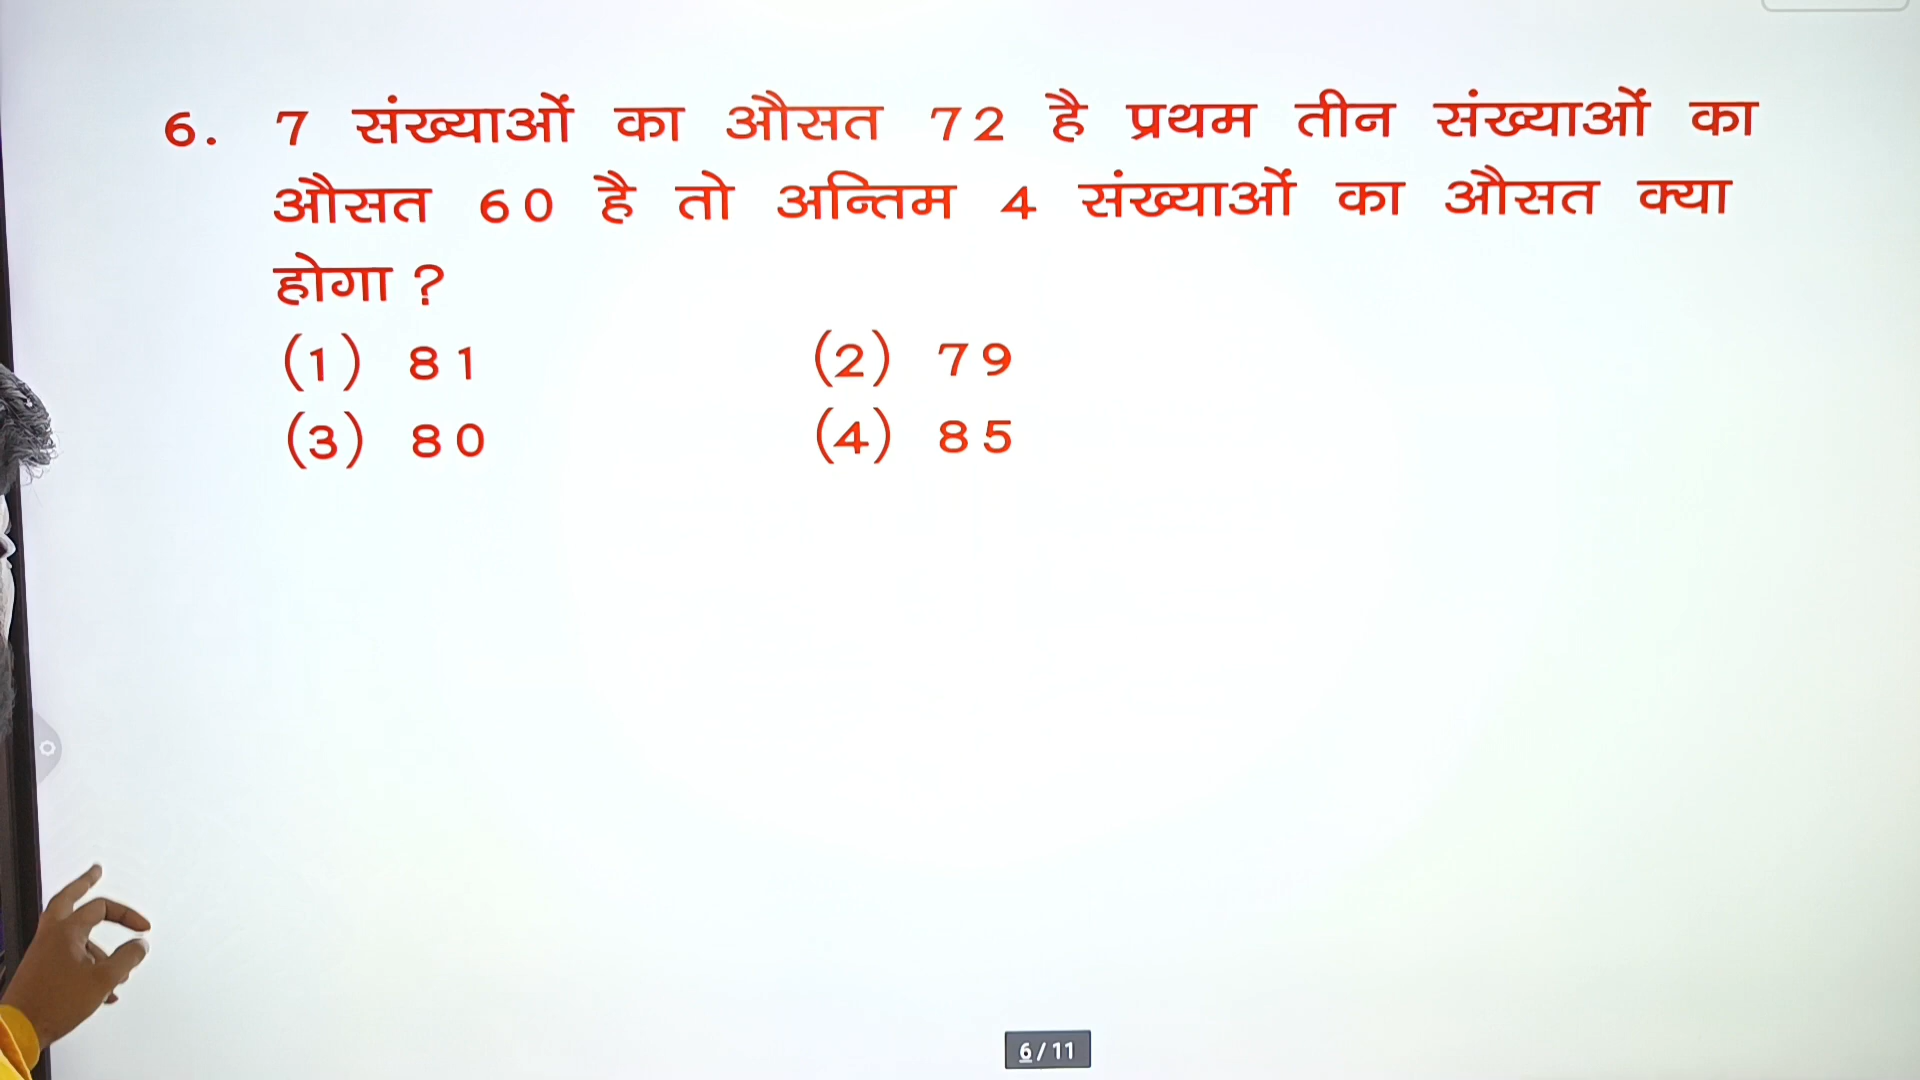 6. 7 संख्याओं का औसत 72 है प्रथम तीन संख्याओं का
औसत 60 है तो अन्तिम 4 संख्याओं का औसत क्या
होगा ?
(1) 81 (2) 79
(3) 80 (4) 85
6 / 11